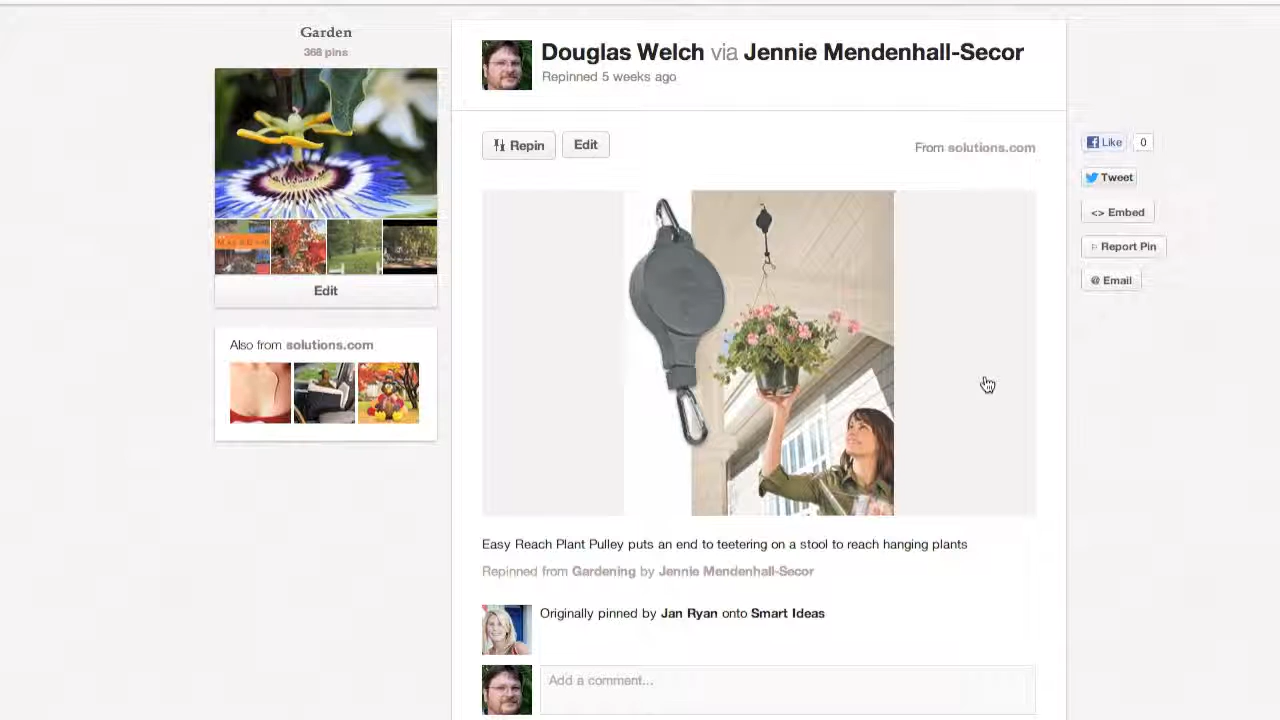 Garden
368 pins
Edit
Also from solutions.com
Douglas Welch via Jennie Mendenhall-Secor
Repinned 5 weeks ago
Repin
Edit
From solutions.com
Easy Reach Plant Pulley puts an end to teetering on a stool to reach hanging plants
Repinned from Gardening by Jennie Mendenhall-Secor
Originally pinned by Jan Ryan onto Smart Ideas
Add a comment...
Like 0
Tweet
<> Embed
Report Pin
@ Email